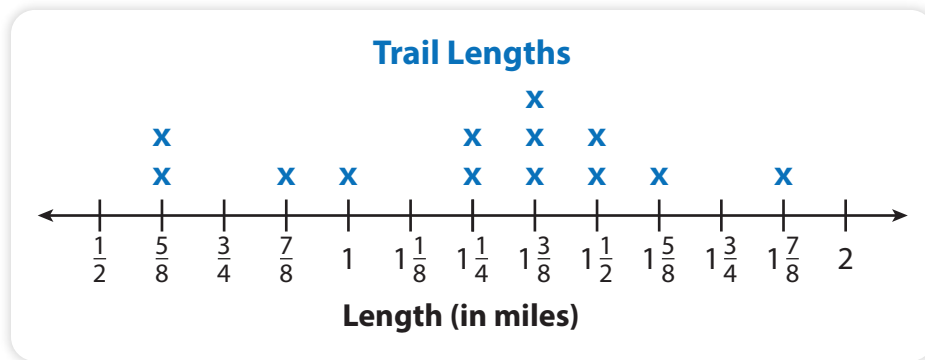 Trail Lengths
x
x x x x
x x x x x x x x
1/2 5/8 3/4 7/8 1 1 1/8 1 1/4 1 3/8 1 1/2 1 5/8 1 3/4 1 7/8 2
Length (in miles)